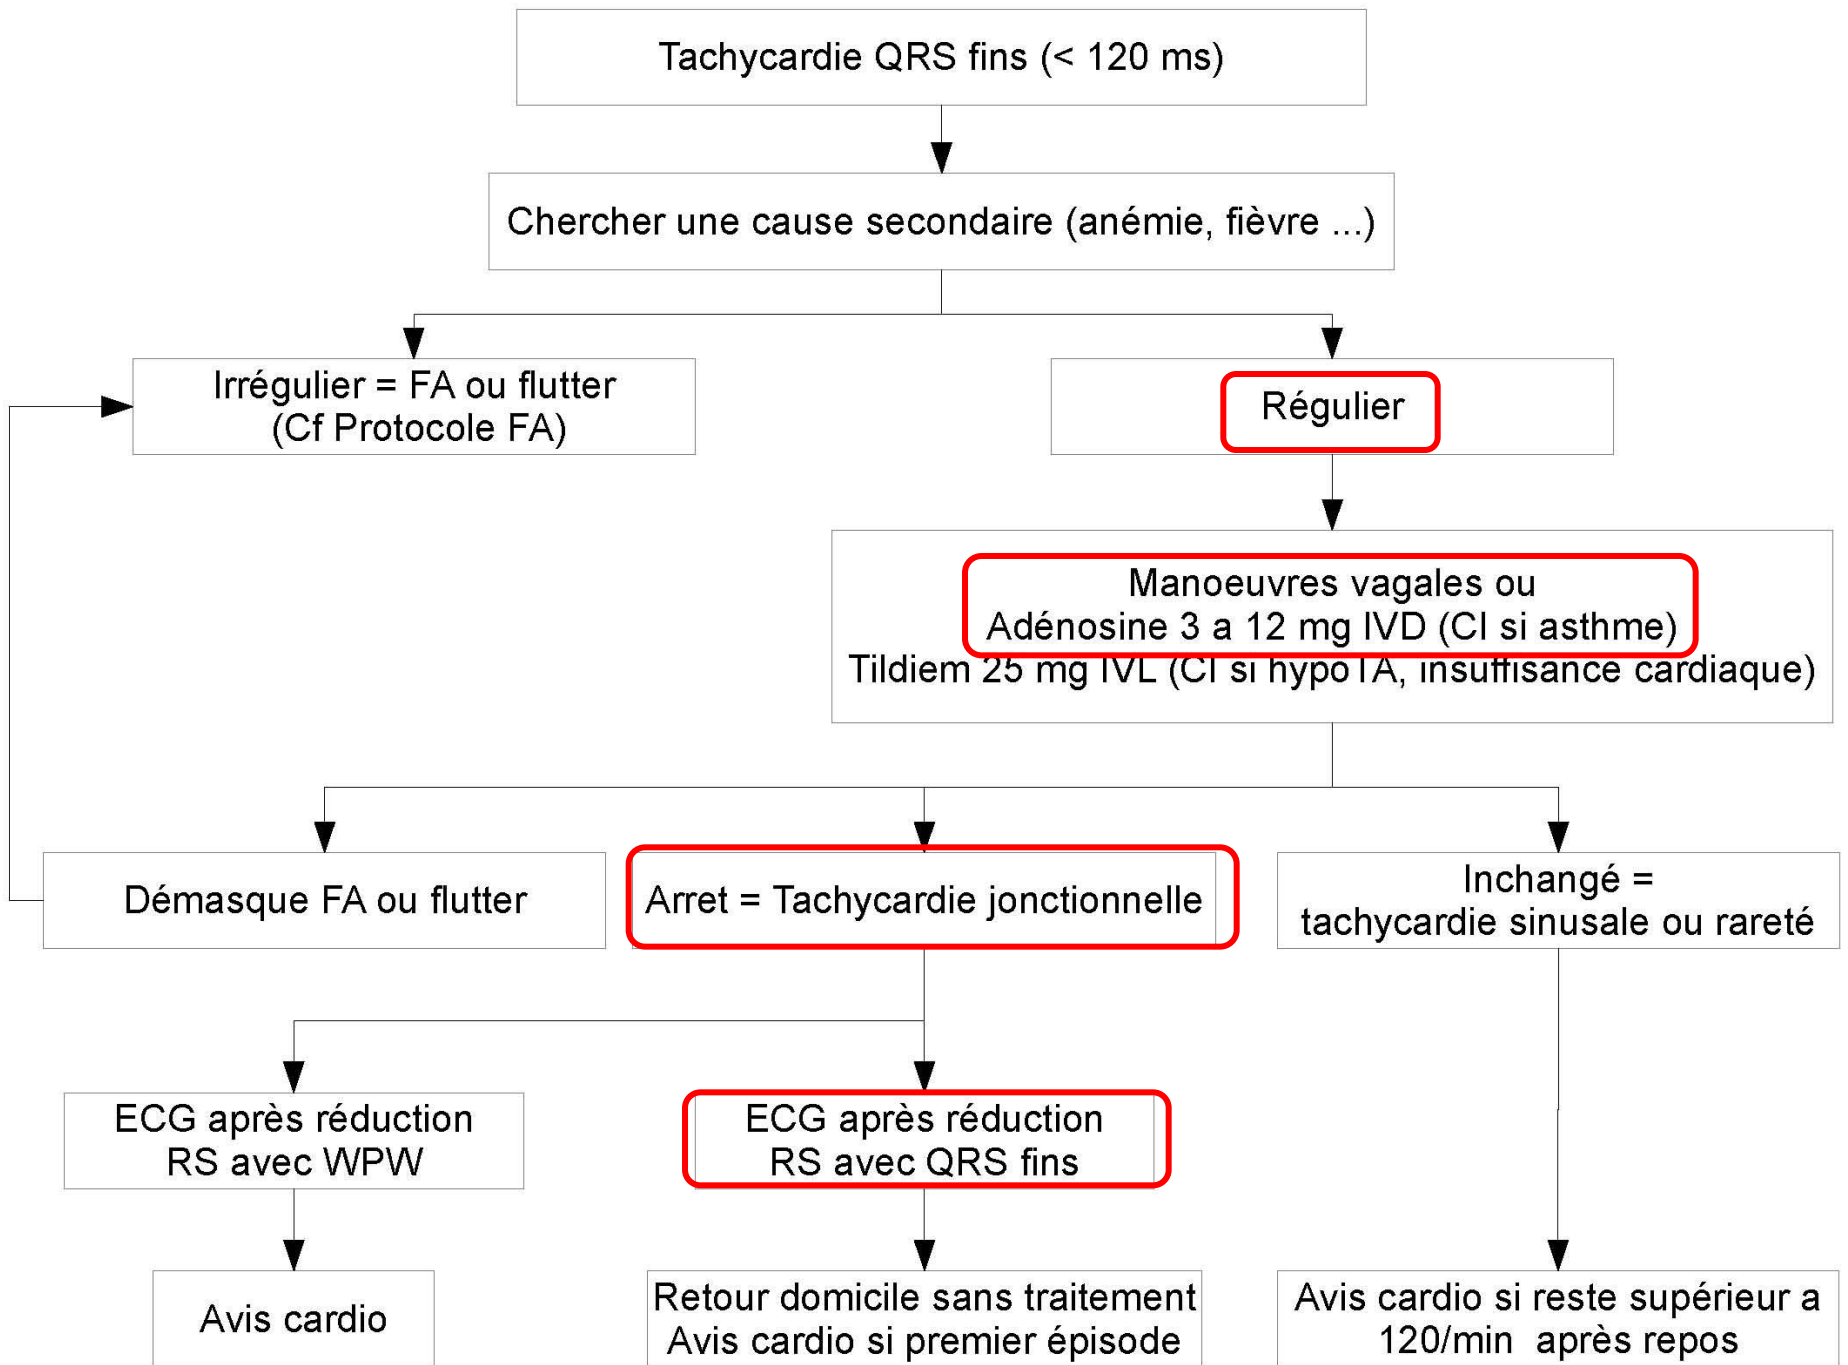 Tachycardie QRS fins (< 120 ms)
Chercher une cause secondaire (anémie, fièvre ...)
Irrégulier = FA ou flutter
(Cf Protocole FA)
Régulier
Manoeuvres vagales ou
Adénosine 3 a 12 mg IVD (CI si asthme)
Tildiem 25 mg IVL (CI si hypoTA, insuffisance cardiaque)
Démasque FA ou flutter
Arret = Tachycardie jonctionnelle
Inchangé =
tachycardie sinusale ou rareté
ECG après réduction
RS avec WPW
ECG après réduction
RS avec QRS fins
Avis cardio
Retour domicile sans traitement
Avis cardio si premier épisode
Avis cardio si reste supérieur a
120/min après repos